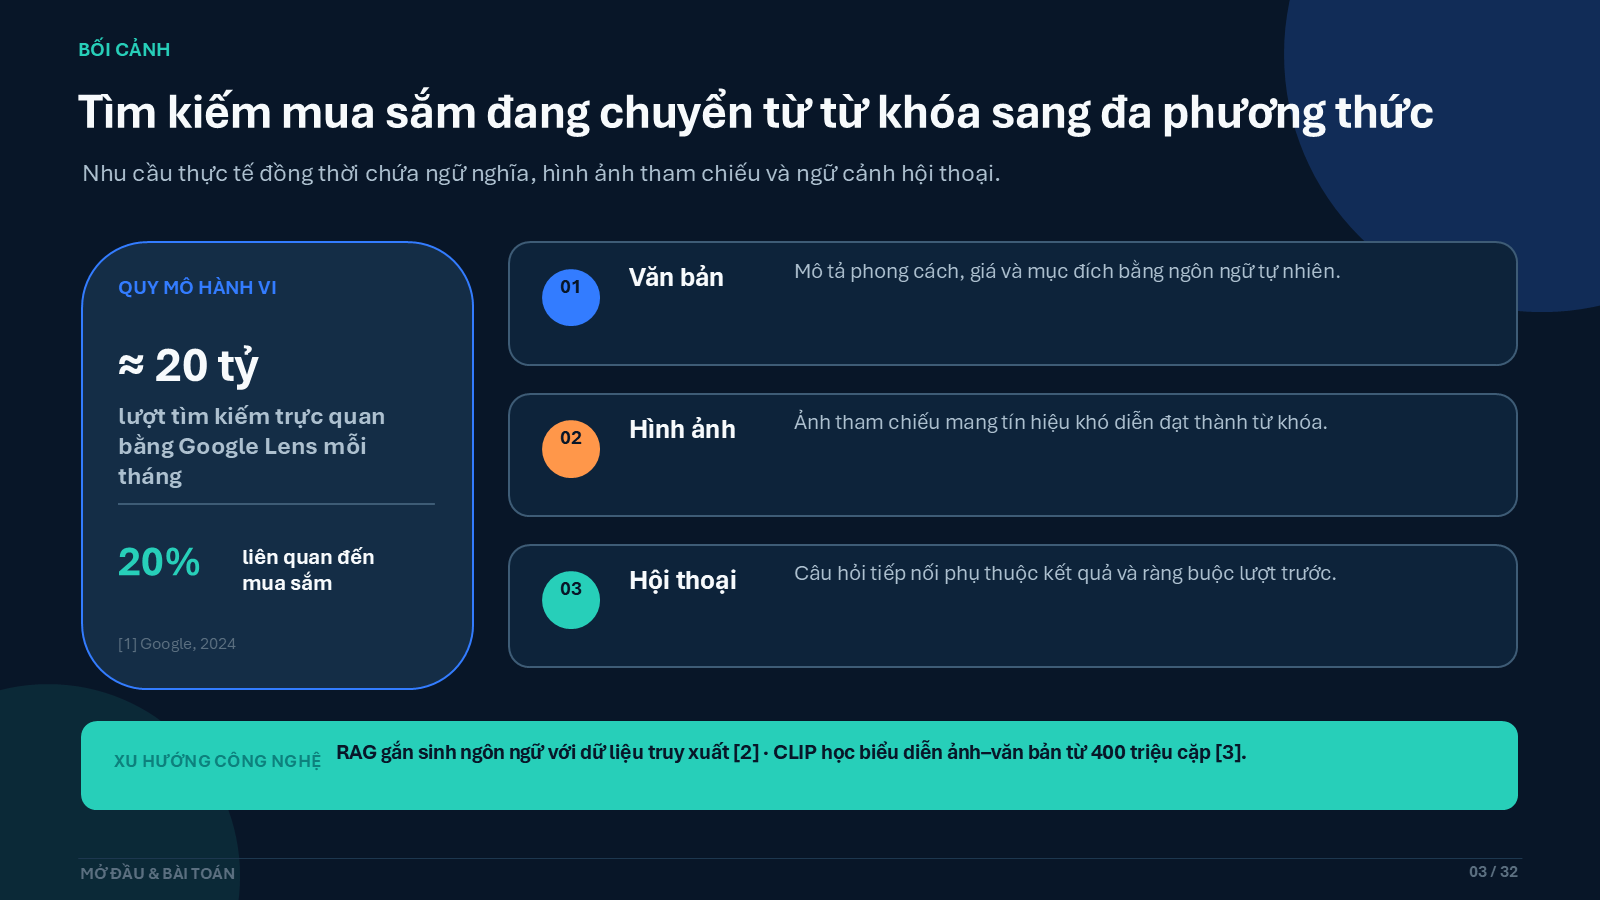 BỐI CẢNH
Tìm kiếm mua sắm đang chuyển từ từ khóa sang đa phương thức
Nhu cầu thực tế đồng thời chứa ngữ nghĩa, hình ảnh tham chiếu và ngữ cảnh hội thoại.
QUY MÔ HÀNH VI
≈ 20 tỷ
lượt tìm kiếm trực quan
bằng Google Lens mỗi
tháng
20%
liên quan đến
mua sắm
[1] Google, 2024
01
Văn bản
Mô tả phong cách, giá và mục đích bằng ngôn ngữ tự nhiên.
02
Hình ảnh
Ảnh tham chiếu mang tín hiệu khó diễn đạt thành từ khóa.
03
Hội thoại
Câu hỏi tiếp nối phụ thuộc kết quả và ràng buộc lượt trước.
XU HƯỚNG CÔNG NGHỆ
RAG gắn sinh ngôn ngữ với dữ liệu truy xuất [2] · CLIP học biểu diễn ảnh–văn bản từ 400 triệu cặp [3].
MỞ ĐẦU & BÀI TOÁN
03 / 32